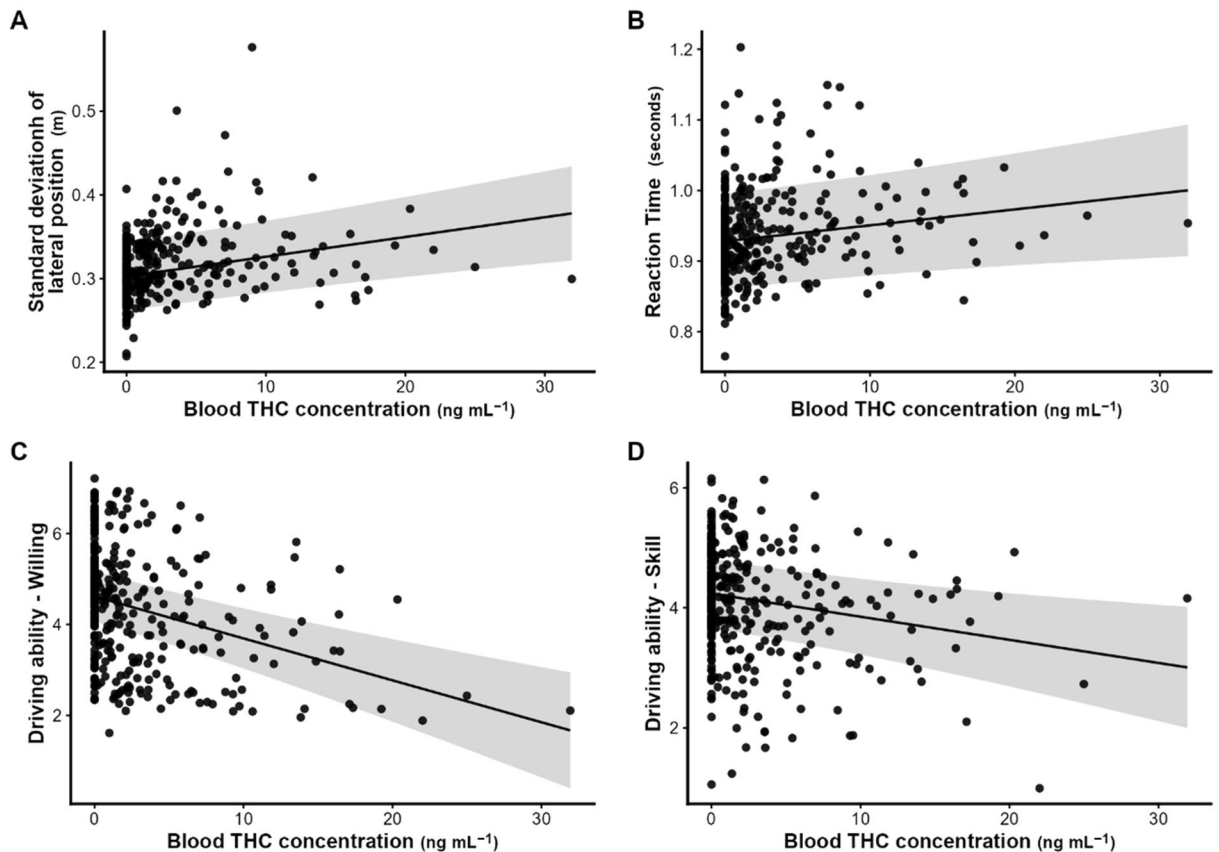 A
Standard deviationh of
lateral position (m)
0.5
0.4
0.3
0.2
0 10 20 30
Blood THC concentration (ng mL⁻¹)
B
Reaction Time (seconds)
1.2
1.1
1.0
0.9
0.8
0 10 20 30
Blood THC concentration (ng mL⁻¹)
C
Driving ability - Willing
6
4
2
0 10 20 30
Blood THC concentration (ng mL⁻¹)
D
Driving ability - Skill
6
4
2
0 10 20 30
Blood THC concentration (ng mL⁻¹)